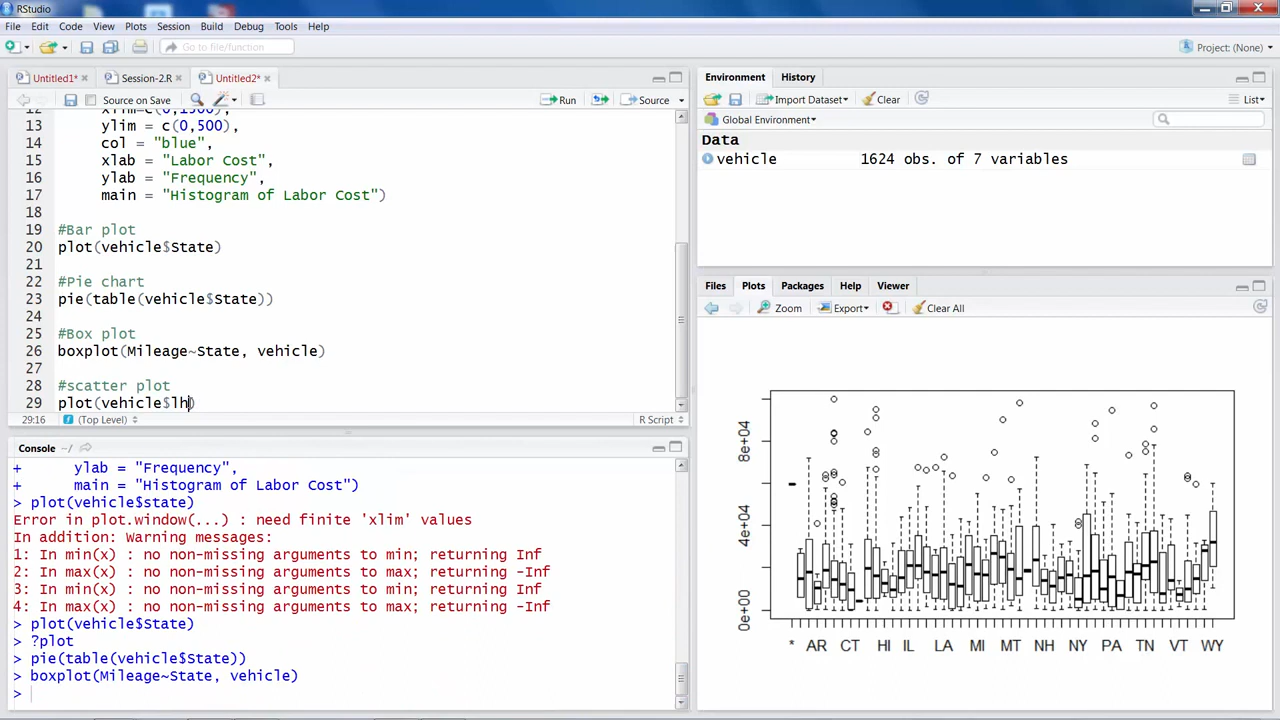 RStudio
File Edit Code View Plots Session Build Debug Tools Help
Go to file/function
Project: (None)
Untitled1* Session-2.R Untitled2*
Source on Save Run Source
13 ylim = c(0,500),
14 col = "blue",
15 xlab = "Labor Cost",
16 ylab = "Frequency",
17 main = "Histogram of Labor Cost")
18
19 #Bar plot
20 plot(vehicle$State)
21
22 #Pie chart
23 pie(table(vehicle$State))
24
25 #Box plot
26 boxplot(Mileage~State, vehicle)
27
28 #scatter plot
29 plot(vehicle$lh)
29:16 (Top Level) R Script
Console ~/
+ ylab = "Frequency",
+ main = "Histogram of Labor Cost")
> plot(vehicle$state)
Error in plot.window(...) : need finite 'xlim' values
In addition: Warning messages:
1: In min(x) : no non-missing arguments to min; returning Inf
2: In max(x) : no non-missing arguments to max; returning -Inf
3: In min(x) : no non-missing arguments to min; returning Inf
4: In max(x) : no non-missing arguments to max; returning -Inf
> plot(vehicle$State)
> ?plot
> pie(table(vehicle$State))
> boxplot(Mileage~State, vehicle)
>
Environment History
Import Dataset Clear List
Global Environment
Data
vehicle 1624 obs. of 7 variables
Files Plots Packages Help Viewer
Zoom Export Clear All
8e+04
4e+04
0e+00
* AR CT HI IL LA MI MT NH NY PA TN VT WY